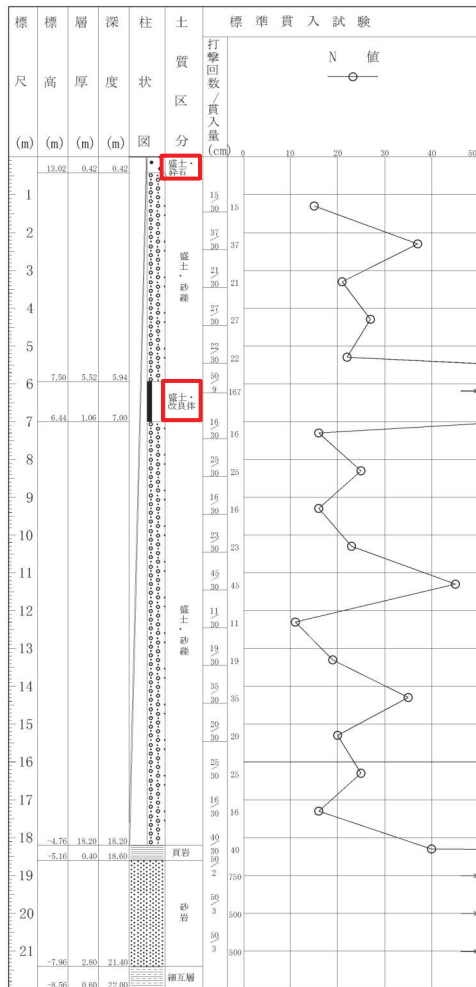 標 標 層 深 柱 土 標 準 貫 入 試 験
尺 高 厚 度 状 質 区 分 打撃回数/貫入量 N 値
(m) (m) (m) (m) 図 (cm) 0 10 20 30 40 50
13.02 0.42 0.42 盛土・砕石
1 15/30 15
2 37/30 37
3 盛土・砂礫 21/30 21
4 27/30 27
5 22/30 22
6 7.50 5.52 5.94 50/9 167
盛土・改良体
7 6.44 1.06 7.00 16/30 16
8 25/30 25
9 16/30 16
10 23/30 23
11 45/30 45
12 盛土・砂礫 11/30 11
13 19/30 19
14 35/30 35
15 20/30 20
16 25/30 25
17 16/30 16
18 -4.76 18.20 18.20 40/30 40
-5.16 0.40 18.60 頁岩
19 50/2 750
20 砂岩 50/3 500
21 50/3 500
-7.96 2.80 21.40
細互層
-8.56 0.60 22.00